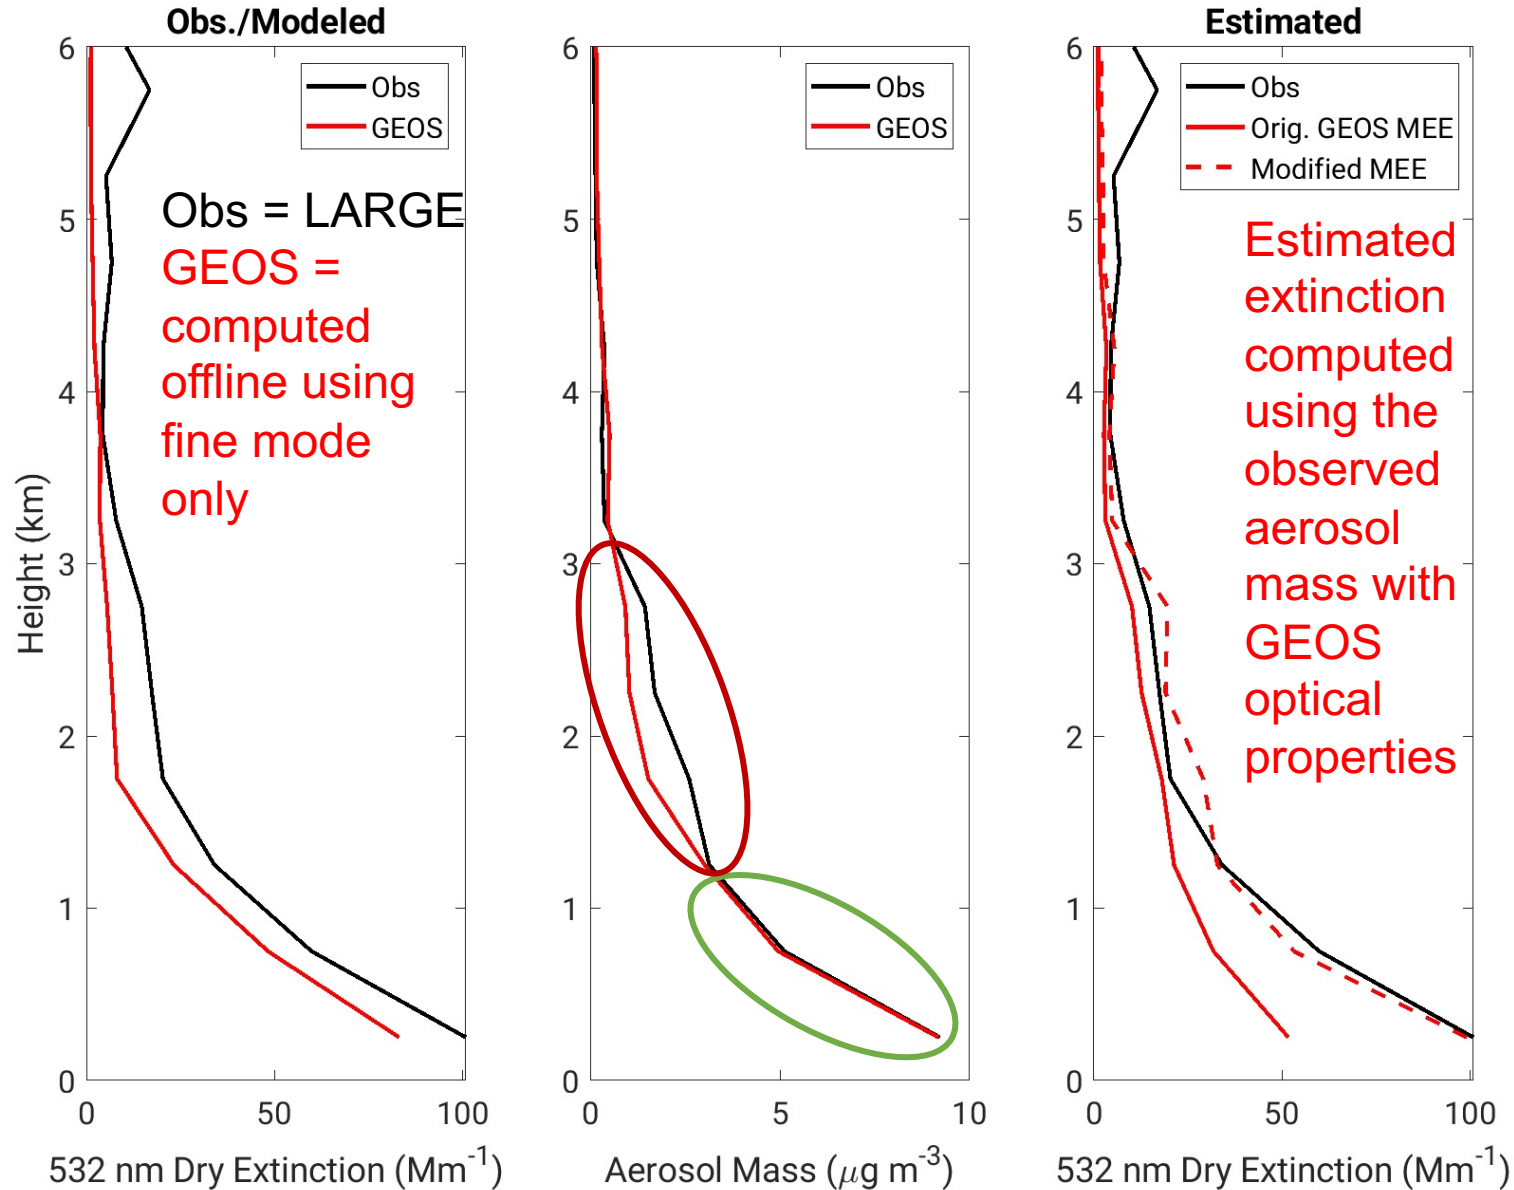 Obs./Modeled
Estimated
6
5
4
3
2
1
0
0
50
100
Height (km)
532 nm Dry Extinction (Mm-1)
Obs
GEOS
Obs = LARGE
GEOS =
computed
offline using
fine mode
only
6
5
4
3
2
1
0
0
5
10
Aerosol Mass (μg m-3)
Obs
GEOS
6
5
4
3
2
1
0
0
50
100
532 nm Dry Extinction (Mm-1)
Obs
Orig. GEOS MEE
Modified MEE
Estimated
extinction
computed
using the
observed
aerosol
mass with
GEOS
optical
properties